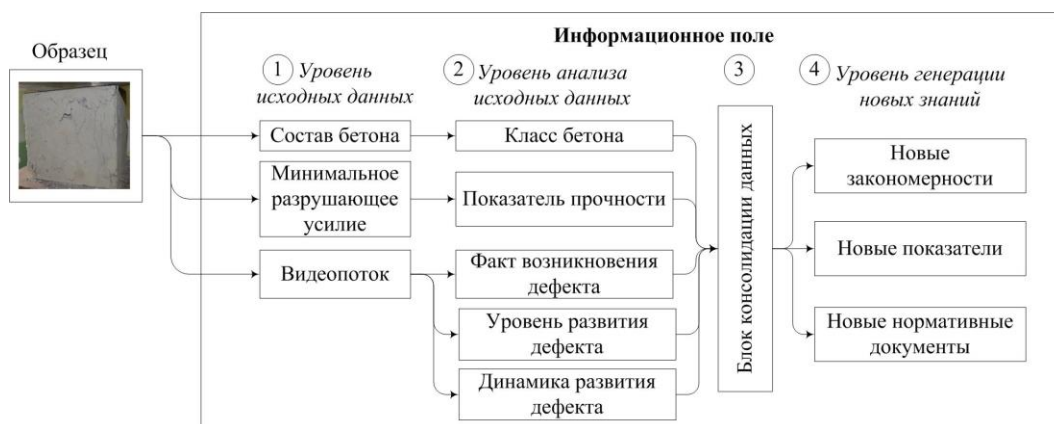 Информационное поле
Образец
1 Уровень
исходных данных
2 Уровень анализа
исходных данных
3
4 Уровень генерации
новых знаний
Состав бетона
Минимальное
разрушающее
усилие
Видеопоток
Класс бетона
Показатель прочности
Факт возникновения
дефекта
Уровень развития
дефекта
Динамика развития
дефекта
Блок консолидации данных
Новые
закономерности
Новые показатели
Новые нормативные
документы